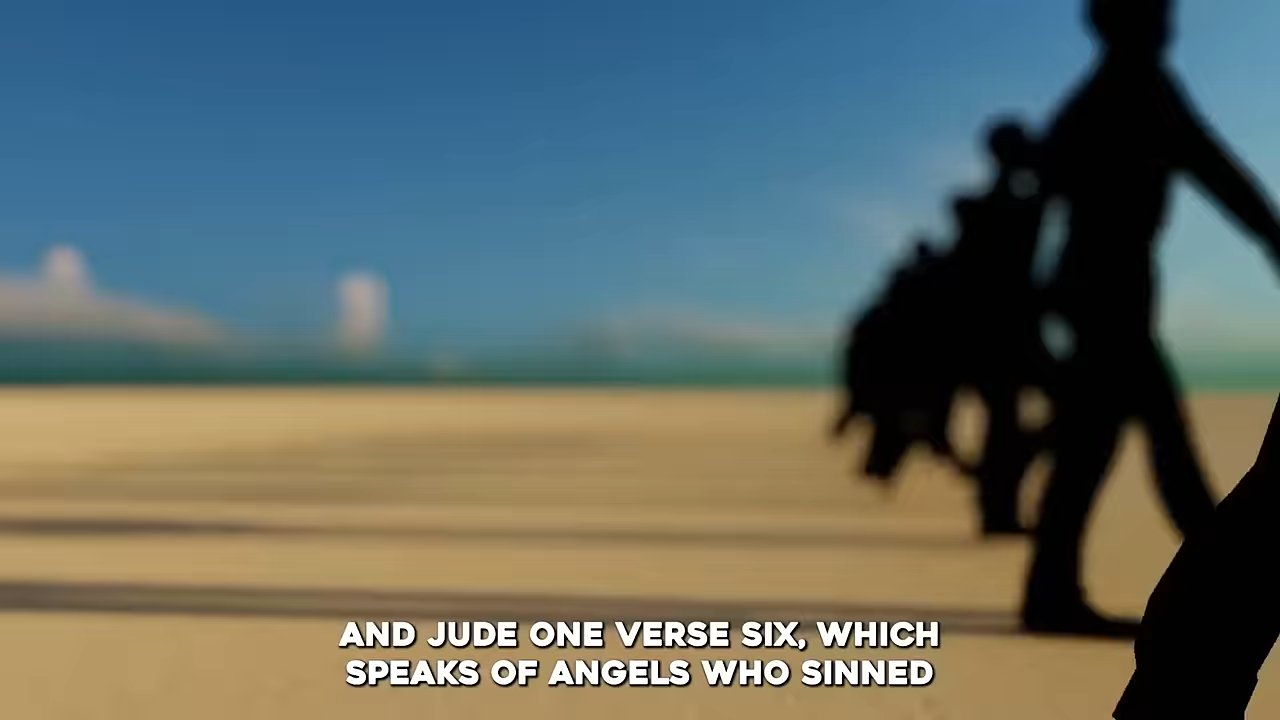 AND JUDE ONE VERSE SIX, WHICH
SPEAKS OF ANGELS WHO SINNED